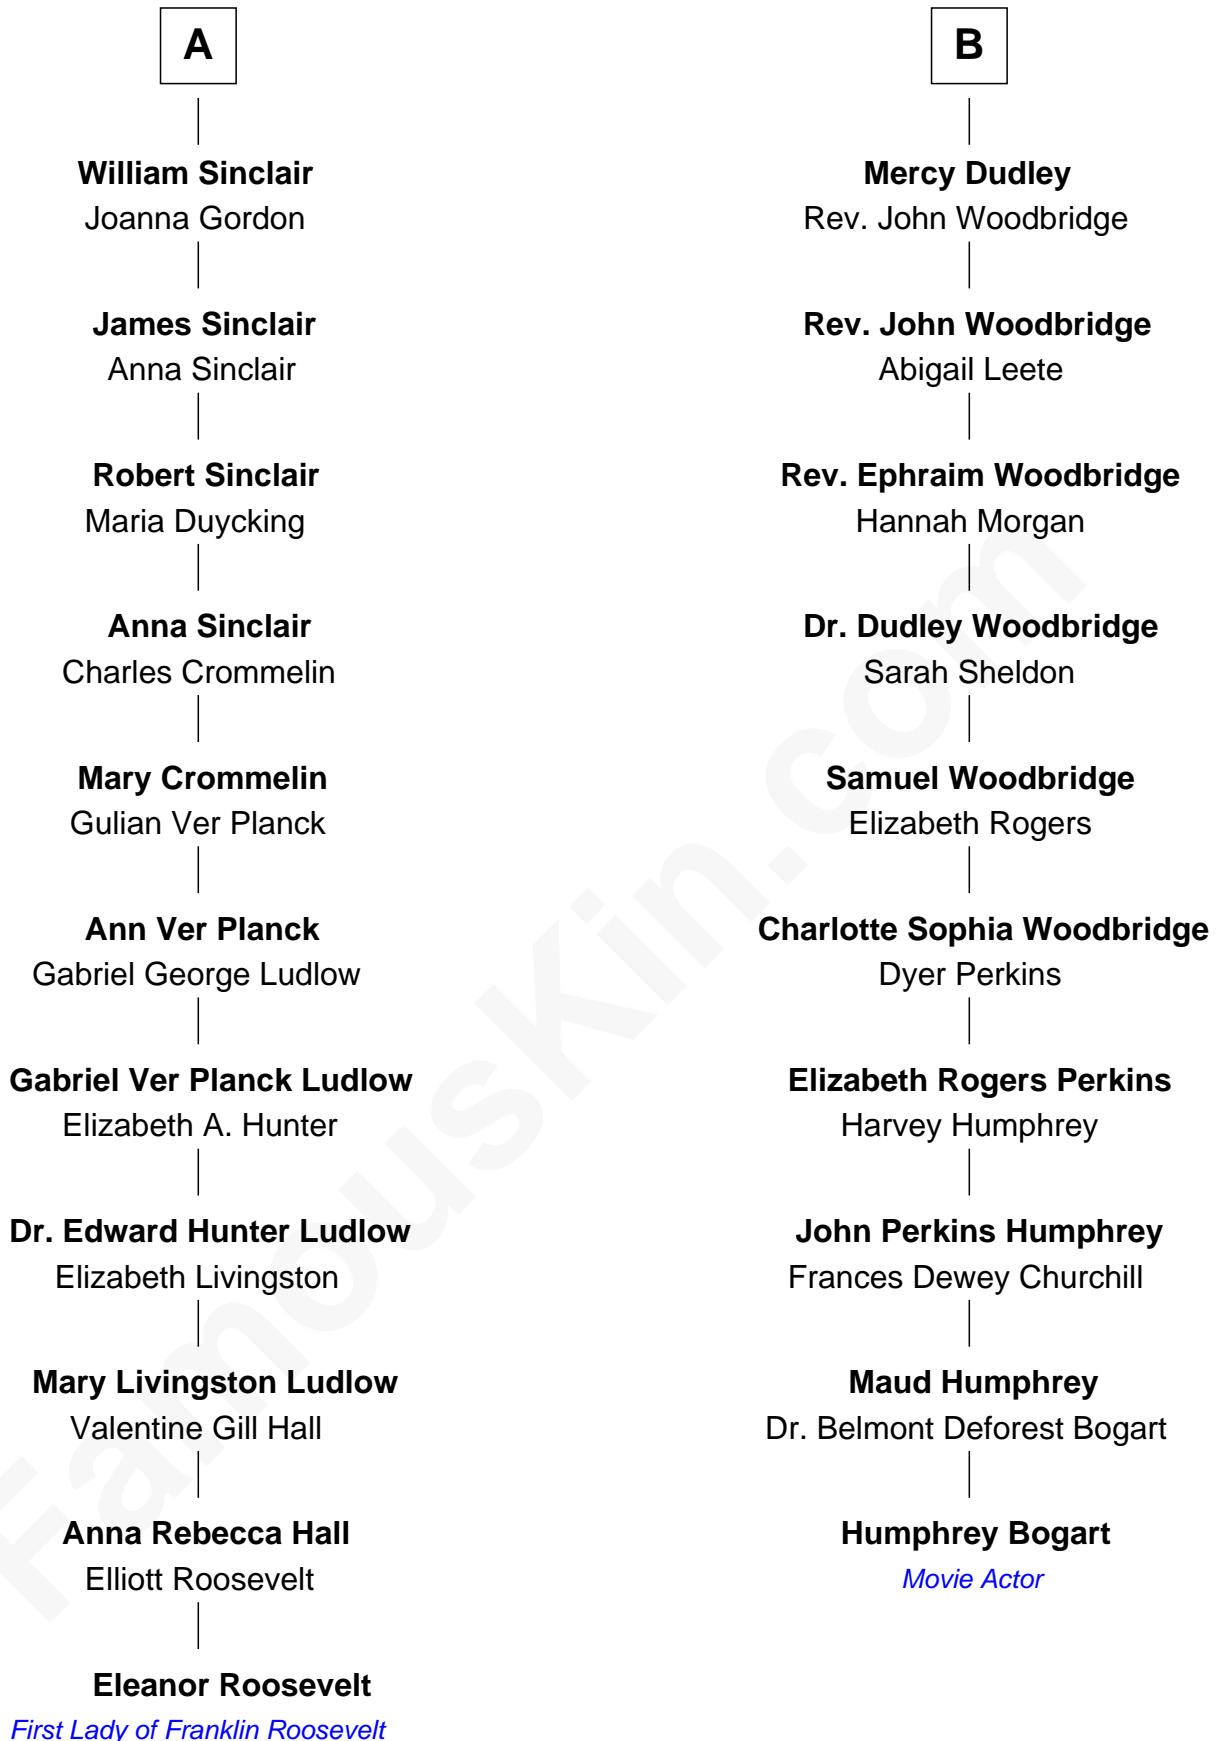 A
William Sinclair
Joanna Gordon
James Sinclair
Anna Sinclair
Robert Sinclair
Maria Duycking
Anna Sinclair
Charles Crommelin
Mary Crommelin
Gulian Ver Planck
Ann Ver Planck
Gabriel George Ludlow
Gabriel Ver Planck Ludlow
Elizabeth A. Hunter
Dr. Edward Hunter Ludlow
Elizabeth Livingston
Mary Livingston Ludlow
Valentine Gill Hall
Anna Rebecca Hall
Elliott Roosevelt
Eleanor Roosevelt
First Lady of Franklin Roosevelt
B
Mercy Dudley
Rev. John Woodbridge
Rev. John Woodbridge
Abigail Leete
Rev. Ephraim Woodbridge
Hannah Morgan
Dr. Dudley Woodbridge
Sarah Sheldon
Samuel Woodbridge
Elizabeth Rogers
Charlotte Sophia Woodbridge
Dyer Perkins
Elizabeth Rogers Perkins
Harvey Humphrey
John Perkins Humphrey
Frances Dewey Churchill
Maud Humphrey
Dr. Belmont Deforest Bogart
Humphrey Bogart
Movie Actor
FamousKin.com